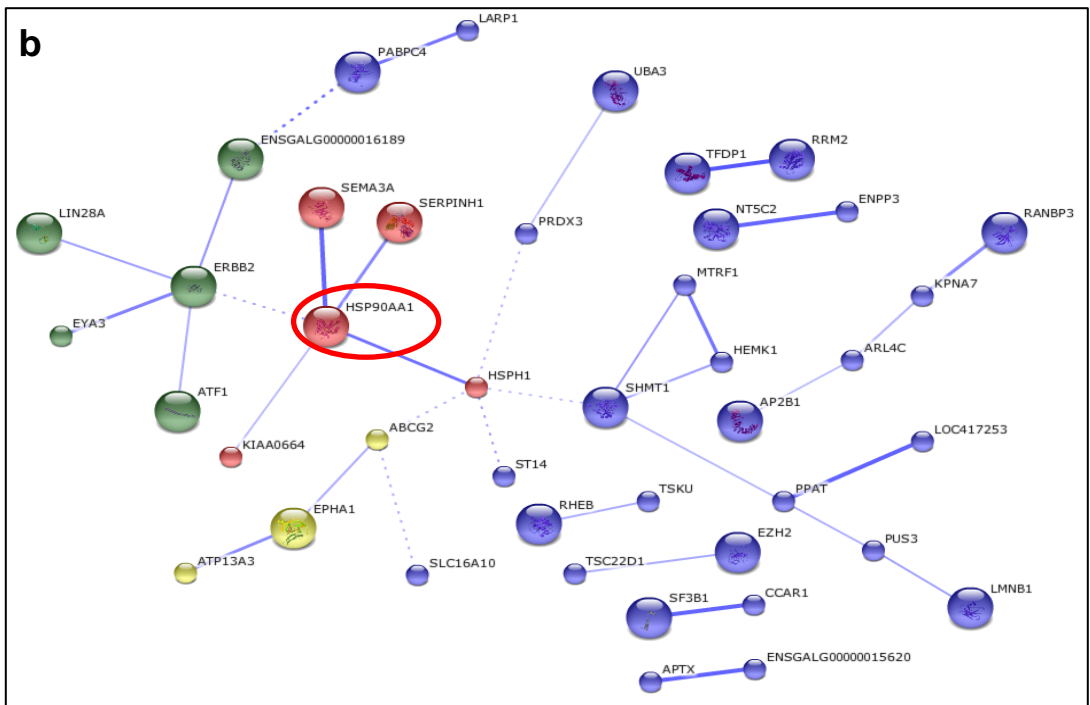 b
LARP1
PABPC4
UBA3
ENSGALG00000016189
TFDP1
RRM2
SEMA3A
SERPINH1
LIN28A
NT5C2
ENPP3
RANBP3
PRDX3
ERBB2
MTRF1
KPNA7
HSP90AA1
EYA3
HEMK1
ARL4C
HSPH1
SHMT1
ATF1
AP2B1
ABCG2
KIAA0664
LOC417253
ST14
PPAT
TSKU
RHEB
EPHA1
EZH2
PUS3
ATP13A3
SLC16A10
TSC22D1
LMNB1
SF3B1
CCAR1
ENSGALG00000015620
APTX